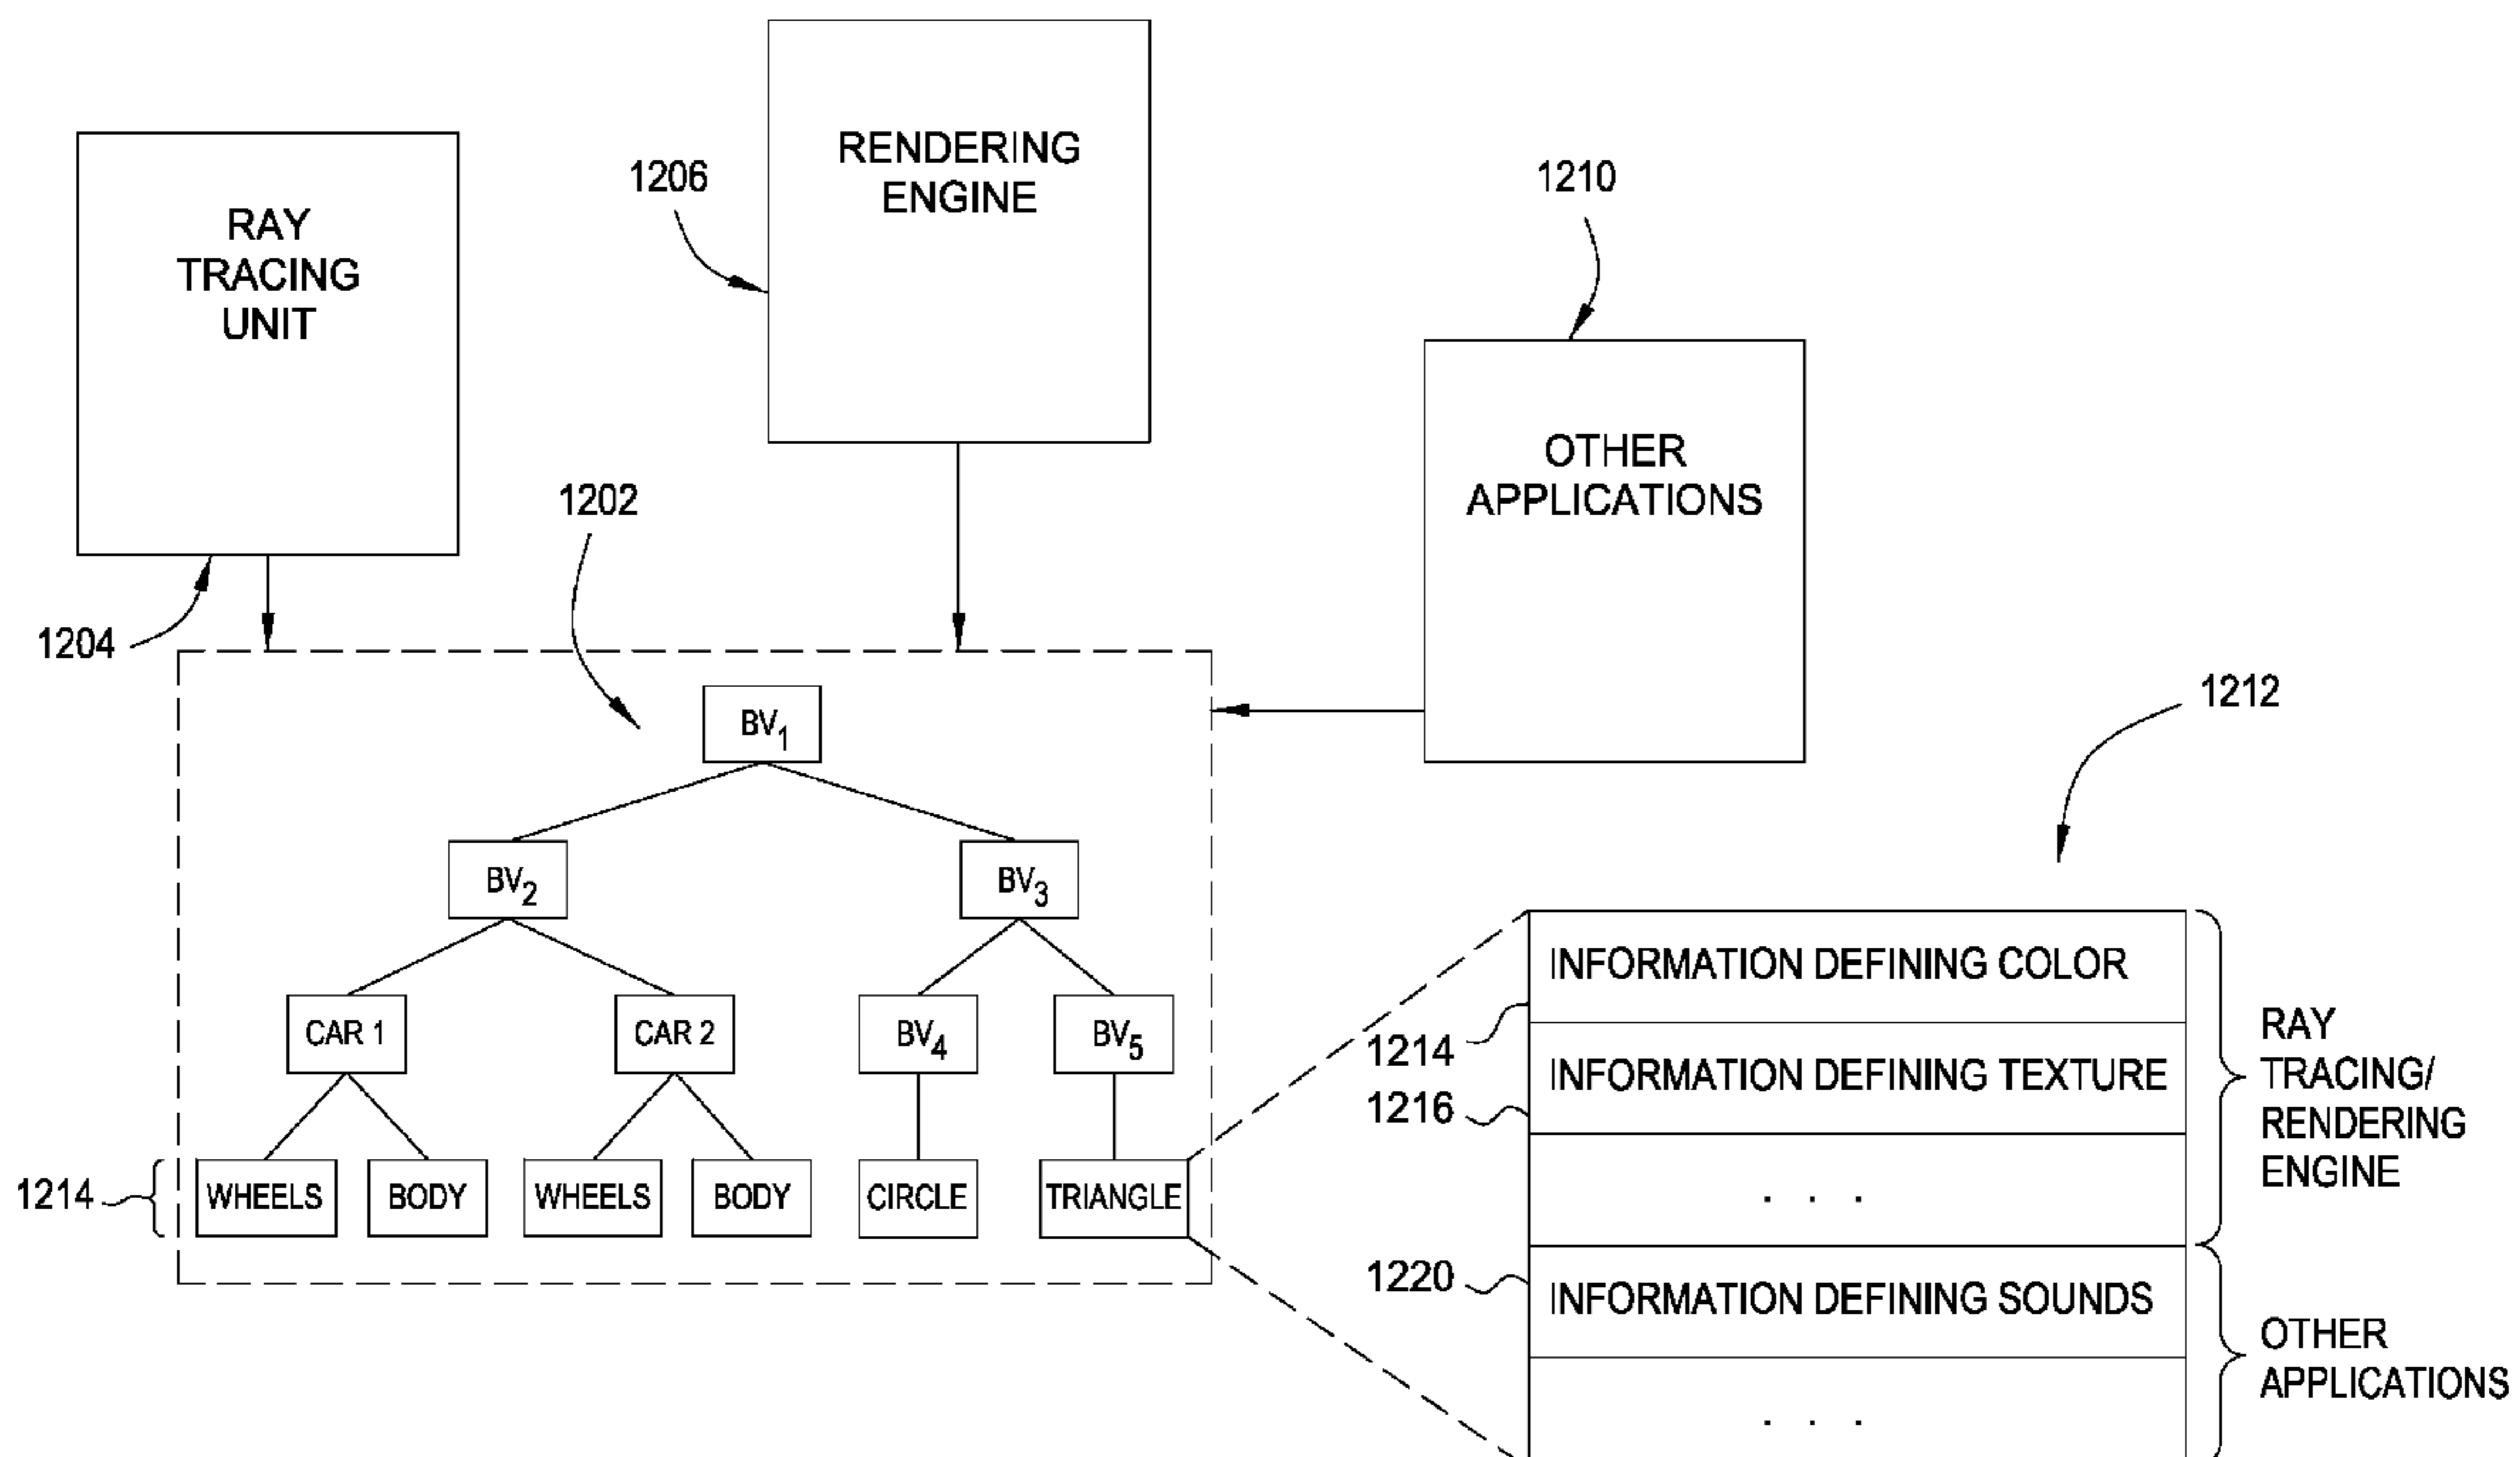 RENDERING
ENGINE
1206
1210
RAY
TRACING
UNIT
OTHER
APPLICATIONS
1202
1204
1212
BV1
BV2
BV3
CAR 1
CAR 2
BV4
BV5
1214
WHEELS
BODY
WHEELS
BODY
CIRCLE
TRIANGLE
INFORMATION DEFINING COLOR
1214
INFORMATION DEFINING TEXTURE
1216
. . .
RAY
TRACING/
RENDERING
ENGINE
1220
INFORMATION DEFINING SOUNDS
. . .
OTHER
APPLICATIONS